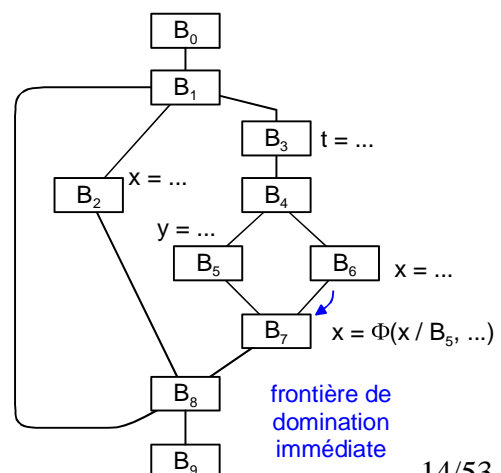 B₀
B₁
B₃ t = ...
B₂ x = ...
B₄
y = ...
B₅
B₆ x = ...
B₇ x = Φ(x / B₅, ...)
frontière de
domination
immédiate
B₈
B₉
14/53